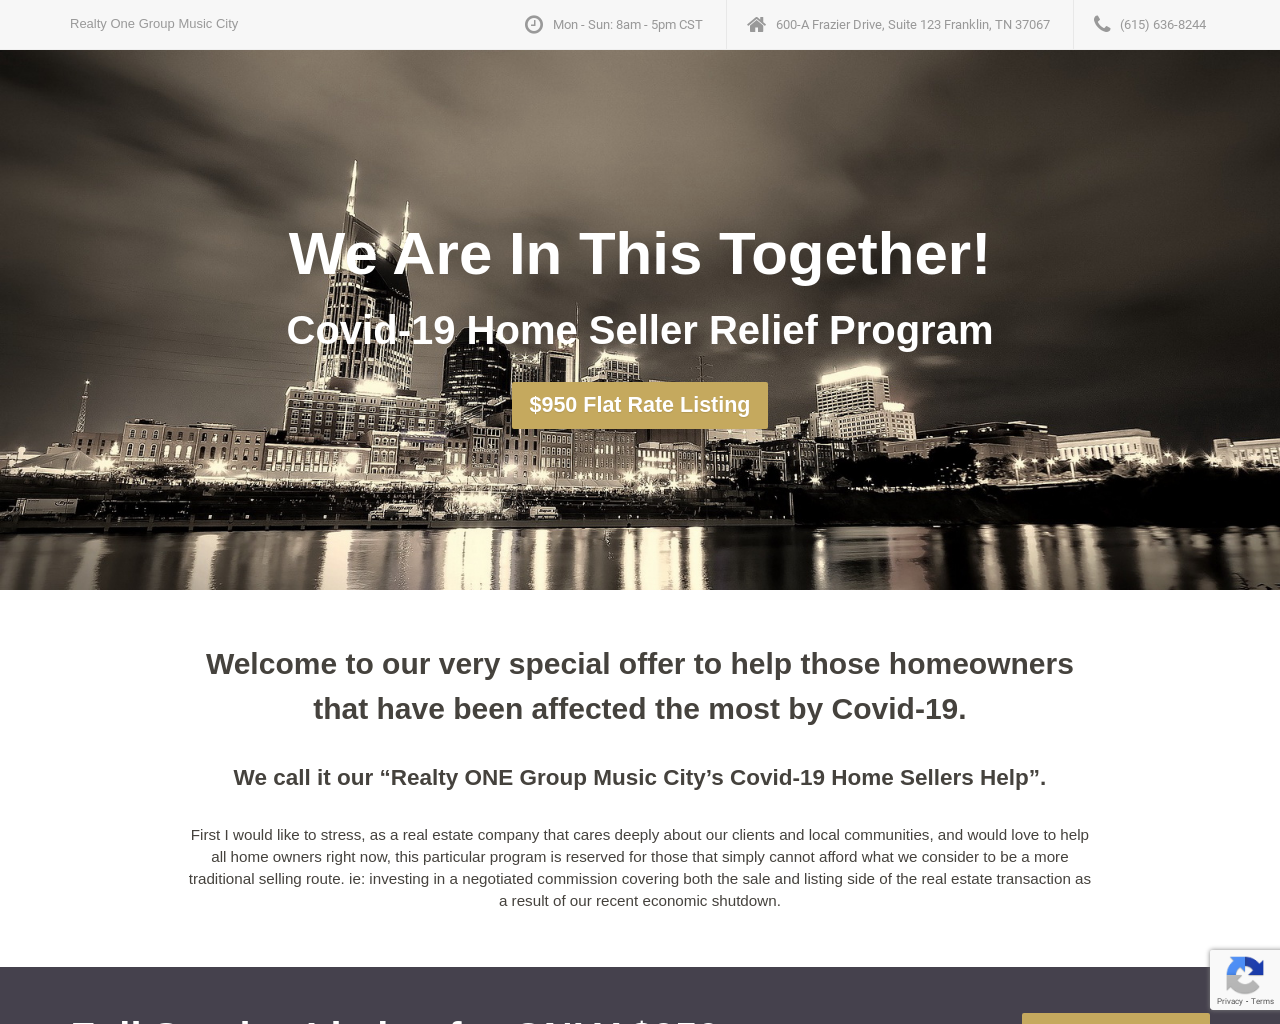 Realty One Group Music City
Mon - Sun: 8am - 5pm CST
600-A Frazier Drive, Suite 123 Franklin, TN 37067
(615) 636-8244
We Are In This Together!
Covid-19 Home Seller Relief Program
$950 Flat Rate Listing
Welcome to our very special offer to help those homeowners
that have been affected the most by Covid-19.
We call it our “Realty ONE Group Music City’s Covid-19 Home Sellers Help”.
First I would like to stress, as a real estate company that cares deeply about our clients and local communities, and would love to help
all home owners right now, this particular program is reserved for those that simply cannot afford what we consider to be a more
traditional selling route. ie: investing in a negotiated commission covering both the sale and listing side of the real estate transaction as
a result of our recent economic shutdown.
Privacy - Terms